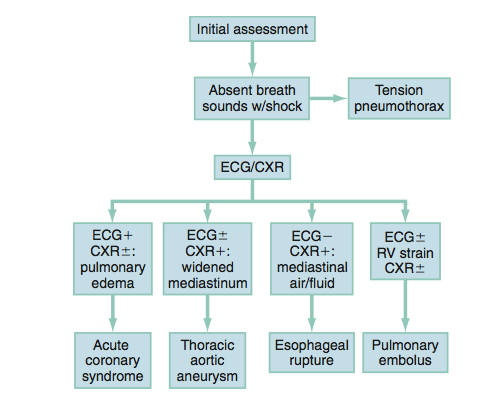 Initial assessment
Absent breath
sounds w/shock
Tension
pneumothorax
ECG/CXR
ECG+
CXR±:
pulmonary
edema
ECG±
CXR+:
widened
mediastinum
ECG−
CXR+:
mediastinal
air/fluid
ECG±
RV strain
CXR±
Acute
coronary
syndrome
Thoracic
aortic
aneurysm
Esophageal
rupture
Pulmonary
embolus